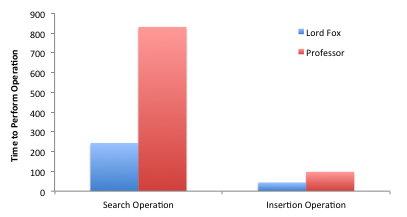 900
800
700
600
500
400
300
200
100
0
Time to Perform Operation
Lord Fox
Professor
Search Operation
Insertion Operation